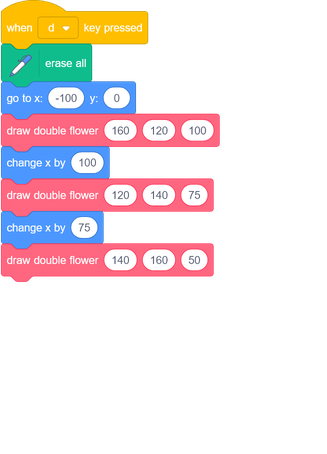 when d key pressed
erase all
go to x: -100 y: 0
draw double flower 160 120 100
change x by 100
draw double flower 120 140 75
change x by 75
draw double flower 140 160 50